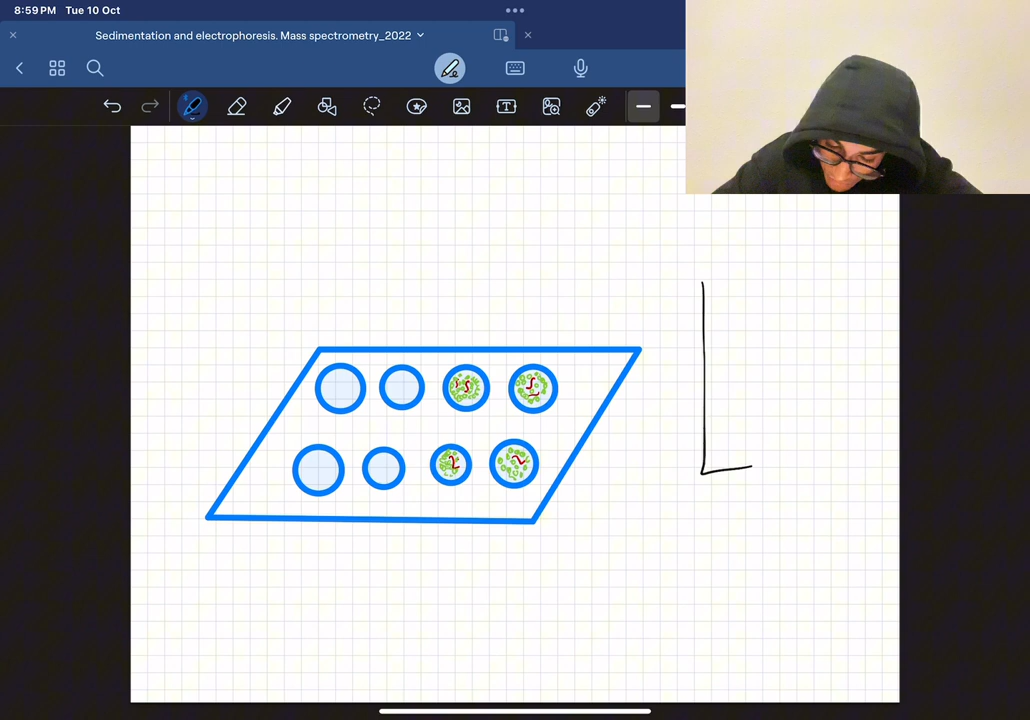 8:59 PM Tue 10 Oct
Sedimentation and electrophoresis. Mass spectrometry_2022